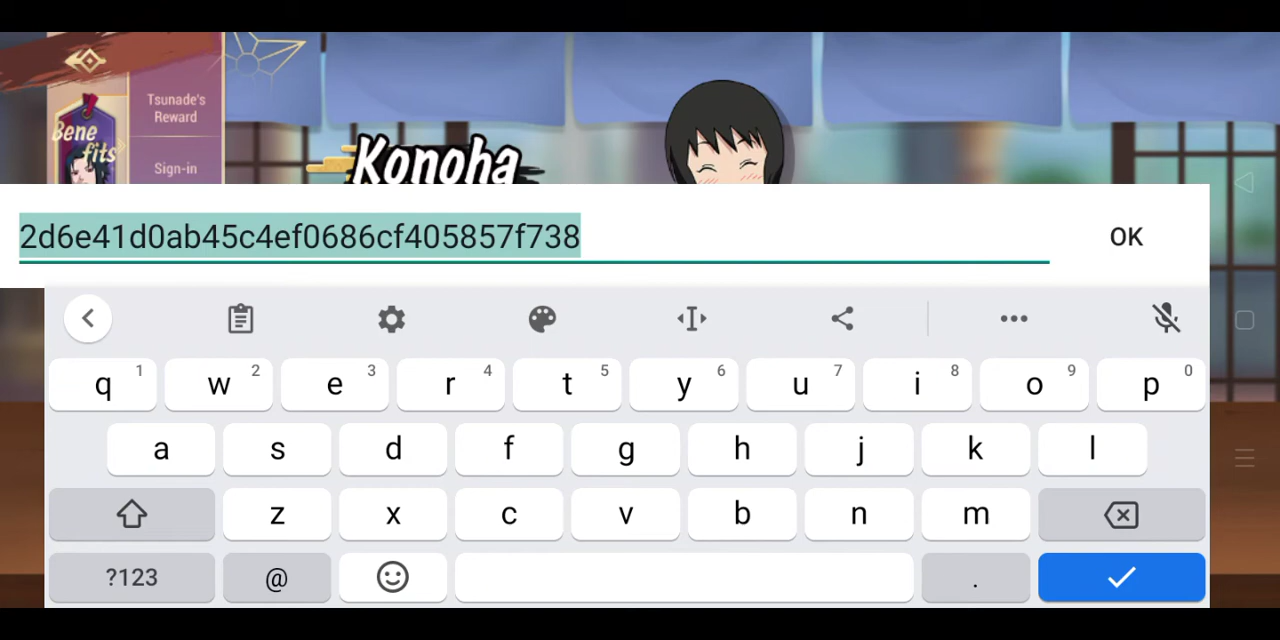 Tsunade's
Reward
Bene
fits
Sign-in
Konoha
2d6e41d0ab45c4ef0686cf405857f738
OK
q 1 w 2 e 3 r 4 t 5 y 6 u 7 i 8 o 9 p 0
a s d f g h j k l
z x c v b n m
?123 @ .